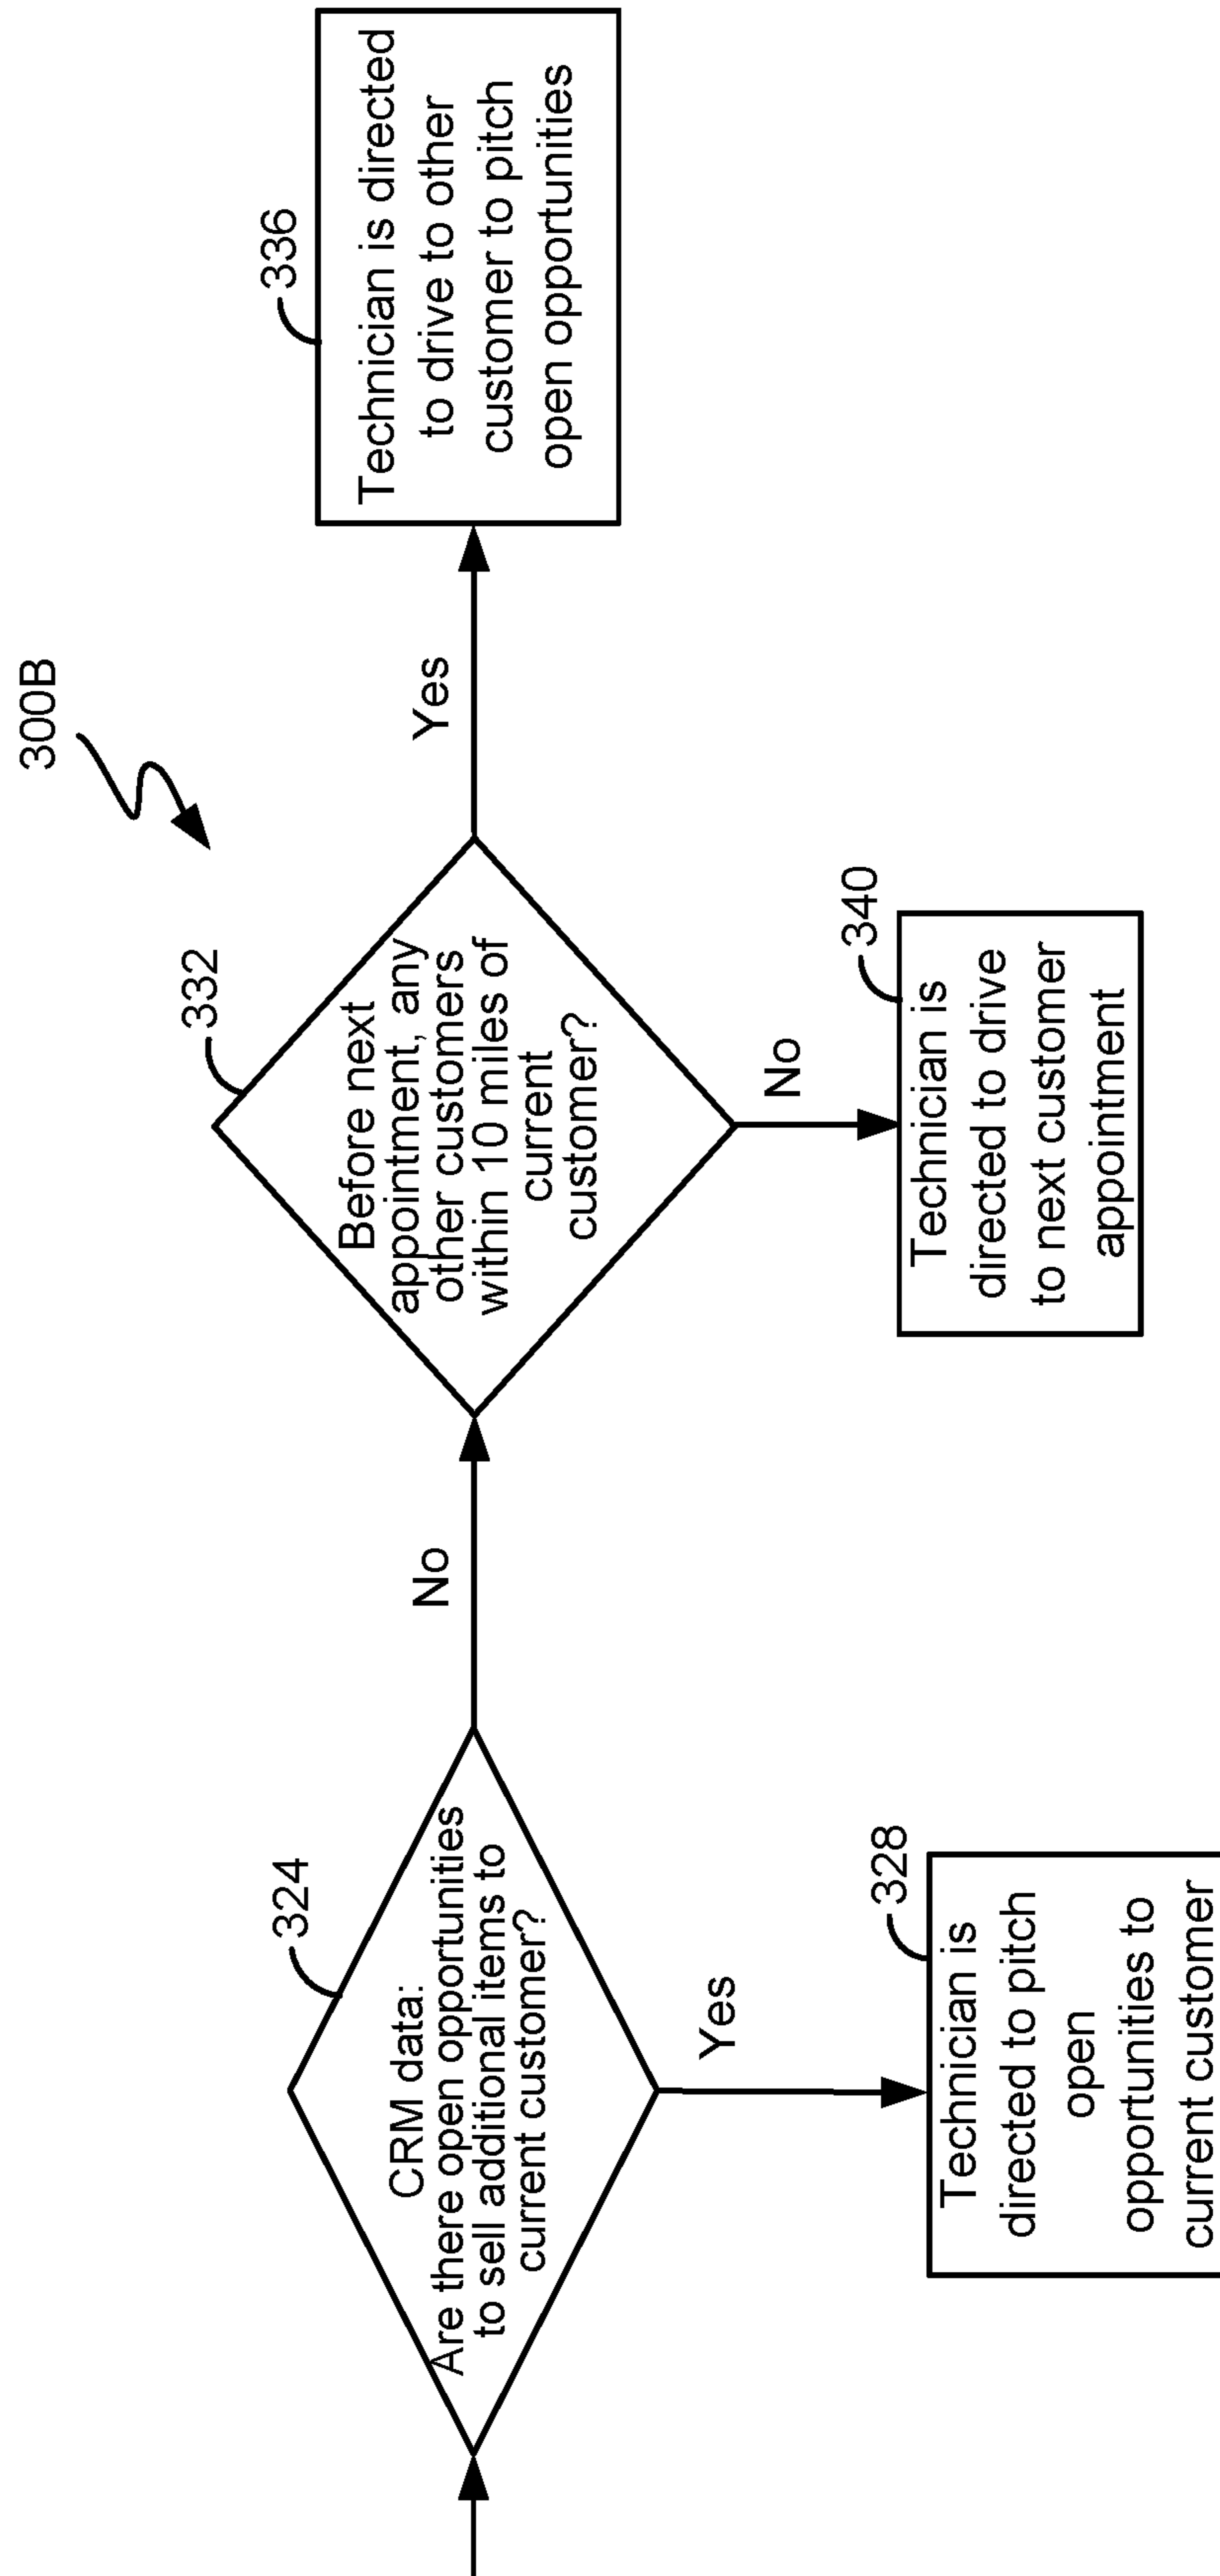 300B
324
CRM data:
Are there open opportunities
to sell additional items to
current customer?
No
332
Before next
appointment, any
other customers
within 10 miles of
current
customer?
Yes
336
Technician is directed
to drive to other
customer to pitch
open opportunities
Yes
328
Technician is
directed to pitch
open
opportunities to
current customer
No
340
Technician is
directed to drive
to next customer
appointment